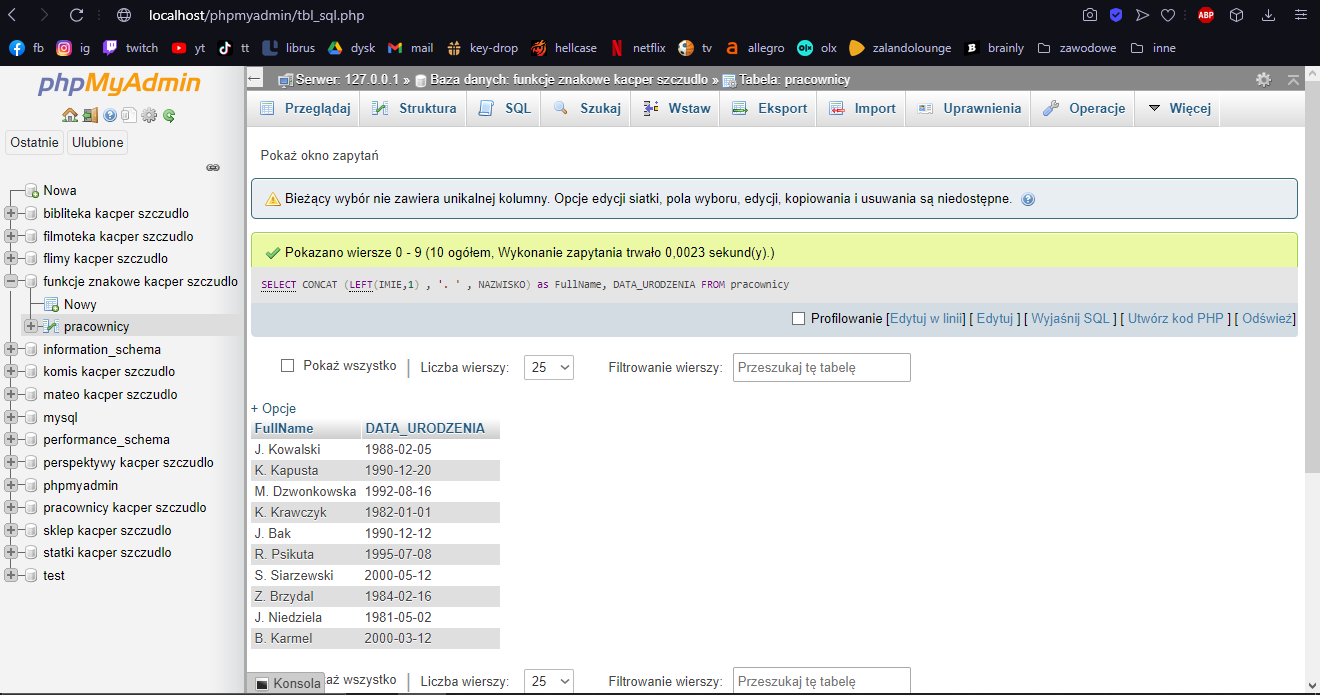 localhost/phpmyadmin/tbl_sql.php
ABP
fb ig twitch yt tt librus dysk mail key-drop hellcase netflix tv allegro olx zalandolounge brainly zawodowe inne
phpMyAdmin
Ostatnie Ulubione
Nowa
bibliteka kacper szczudlo
filmoteka kacper szczudlo
flimy kacper szczudlo
funkcje znakowe kacper szczudlo
Nowy
pracownicy
information_schema
komis kacper szczudlo
mateo kacper szczudlo
mysql
performance_schema
perspektywy kacper szczudlo
phpmyadmin
pracownicy kacper szczudlo
sklep kacper szczudlo
statki kacper szczudlo
test
Serwer: 127.0.0.1 » Baza danych: funkcje znakowe kacper szczudlo » Tabela: pracownicy
Przeglądaj Struktura SQL Szukaj Wstaw Eksport Import Uprawnienia Operacje Więcej
Pokaż okno zapytań
Bieżący wybór nie zawiera unikalnej kolumny. Opcje edycji siatki, pola wyboru, edycji, kopiowania i usuwania są niedostępne.
Pokazano wiersze 0 - 9 (10 ogółem, Wykonanie zapytania trwało 0,0023 sekund(y).)
SELECT CONCAT (LEFT(IMIE,1) , '. ' , NAZWISKO) as FullName, DATA_URODZENIA FROM pracownicy
Profilowanie [Edytuj w linii] [ Edytuj ] [ Wyjaśnij SQL ] [ Utwórz kod PHP ] [ Odśwież]
Pokaż wszystko | Liczba wierszy: 25 Filtrowanie wierszy: Przeszukaj tę tabelę
+ Opcje
FullName DATA_URODZENIA
J. Kowalski 1988-02-05
K. Kapusta 1990-12-20
M. Dzwonkowska 1992-08-16
K. Krawczyk 1982-01-01
J. Bak 1990-12-12
R. Psikuta 1995-07-08
S. Siarzewski 2000-05-12
Z. Brzydal 1984-02-16
J. Niedziela 1981-05-02
B. Karmel 2000-03-12
Konsola aż wszystko | Liczba wierszy: 25 Filtrowanie wierszy: Przeszukaj tę tabelę